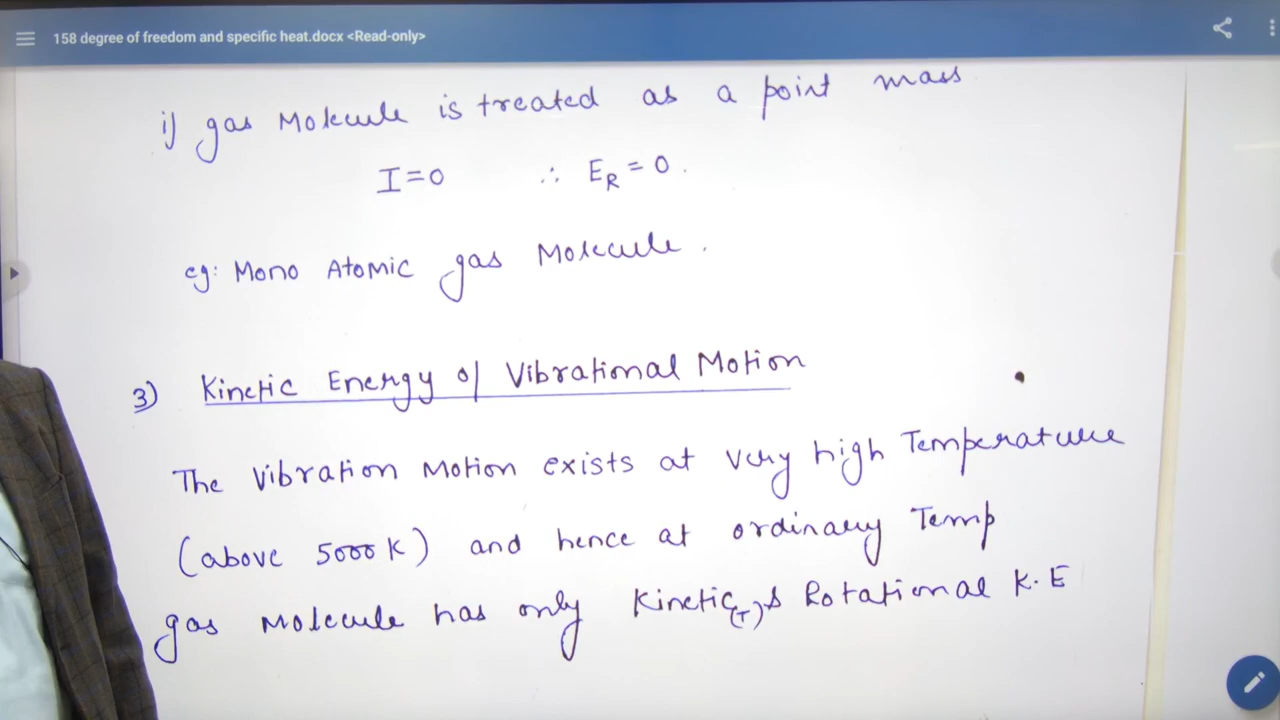 158 degree of freedom and specific heat.docx <Read-only>
i) gas Molecule is treated as a point mass
I=0 ∴ E_R = 0.
eg: Mono Atomic gas Molecule.
3) Kinetic Energy of Vibrational Motion
The Vibration Motion exists at very high Temperature
(above 5000 K) and hence at ordinary Temp
gas Molecule has only Kinetic(T) & Rotational K.E